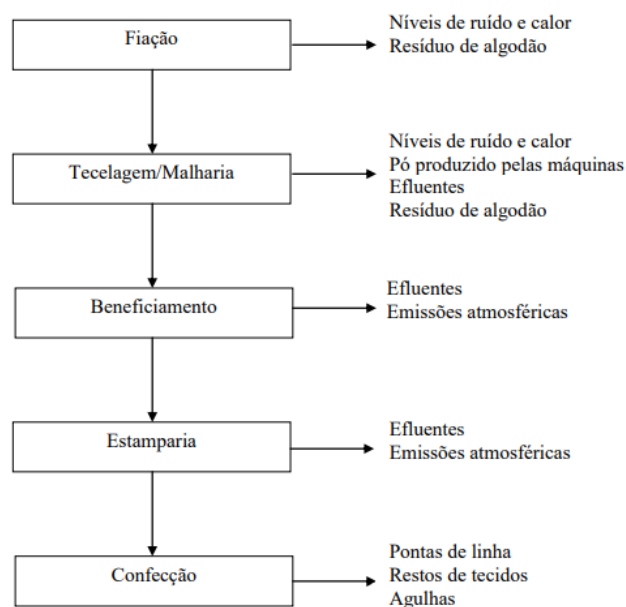 Fiação
Níveis de ruído e calor
Resíduo de algodão
Tecelagem/Malharia
Níveis de ruído e calor
Pó produzido pelas máquinas
Efluentes
Resíduo de algodão
Beneficiamento
Efluentes
Emissões atmosféricas
Estamparia
Efluentes
Emissões atmosféricas
Confecção
Pontas de linha
Restos de tecidos
Agulhas